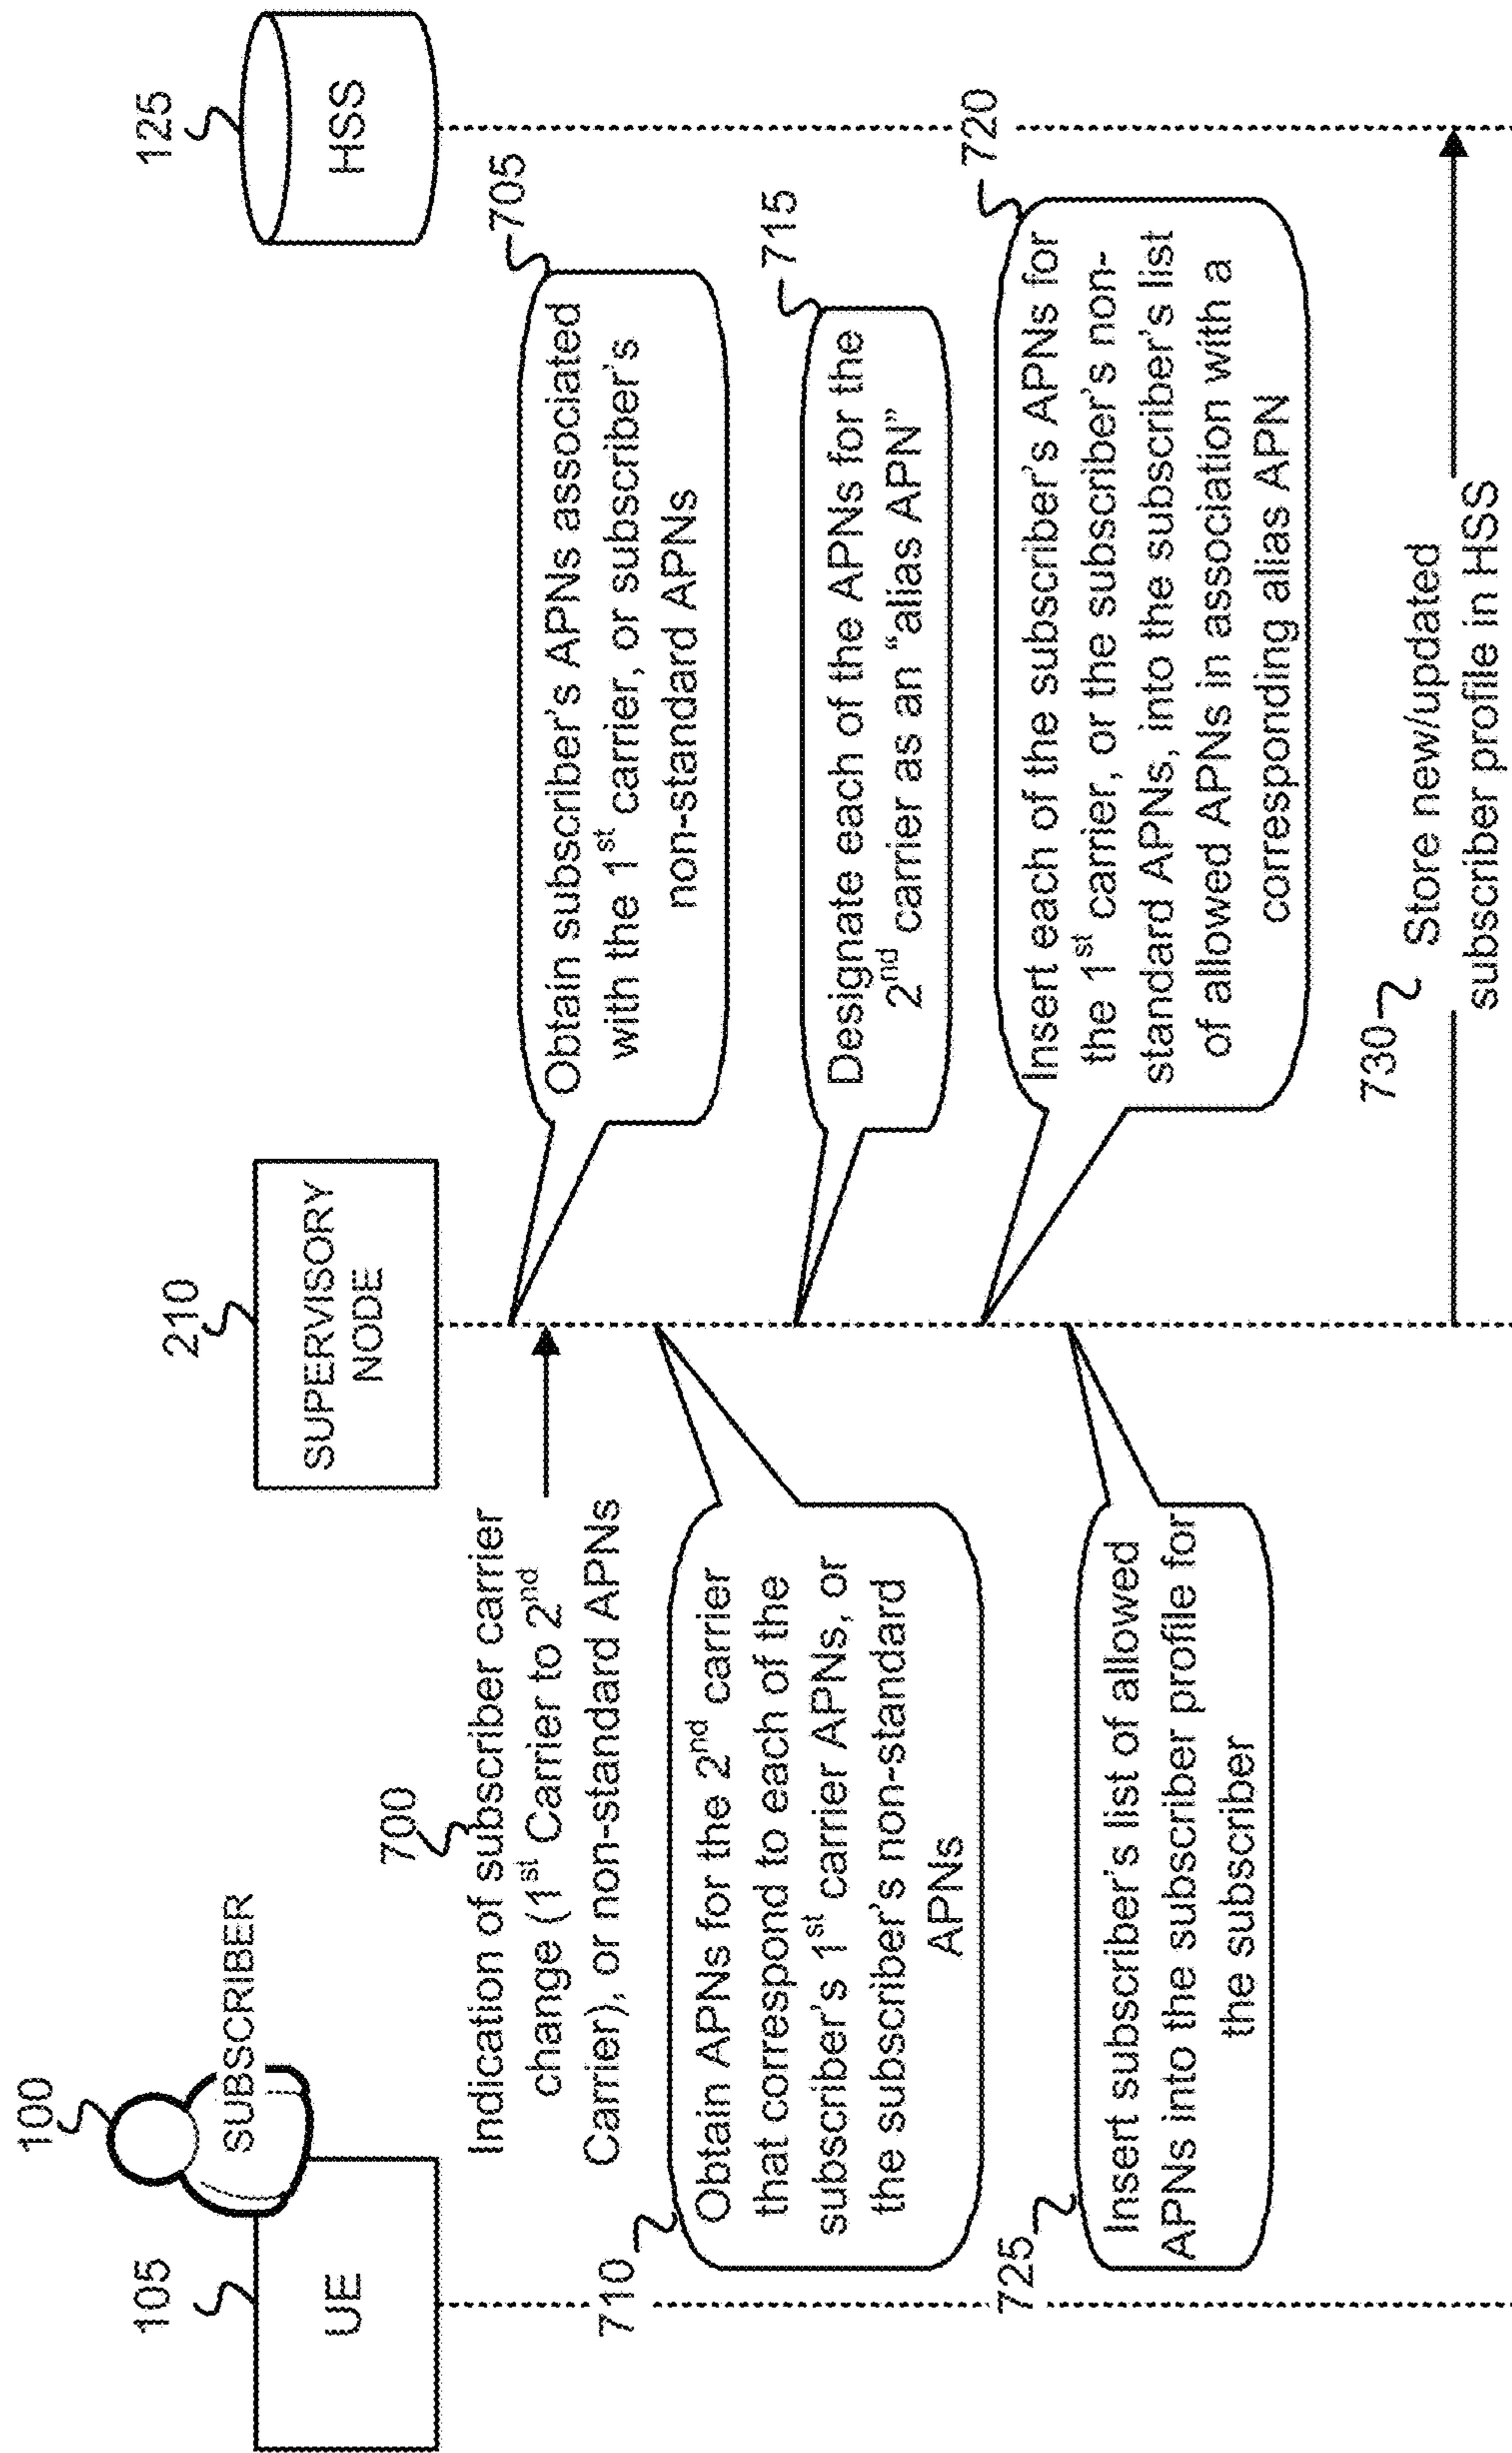 100
SUBSCRIBER
105
UE
210
SUPERVISORY
NODE
125
HSS
700
Indication of subscriber carrier
change (1st Carrier to 2nd
Carrier), or non-standard APNs
705
Obtain subscriber's APNs associated
with the 1st carrier, or subscriber's
non-standard APNs
710
Obtain APNs for the 2nd carrier
that correspond to each of the
subscriber's 1st carrier APNs, or
the subscriber's non-standard
APNs
715
Designate each of the APNs for the
2nd carrier as an “alias APN”
720
Insert each of the subscriber's APNs for
the 1st carrier, or the subscriber's non-
standard APNs, into the subscriber's list
of allowed APNs in association with a
corresponding alias APN
725
Insert subscriber's list of allowed
APNs into the subscriber profile for
the subscriber
730
Store new/updated
subscriber profile in HSS